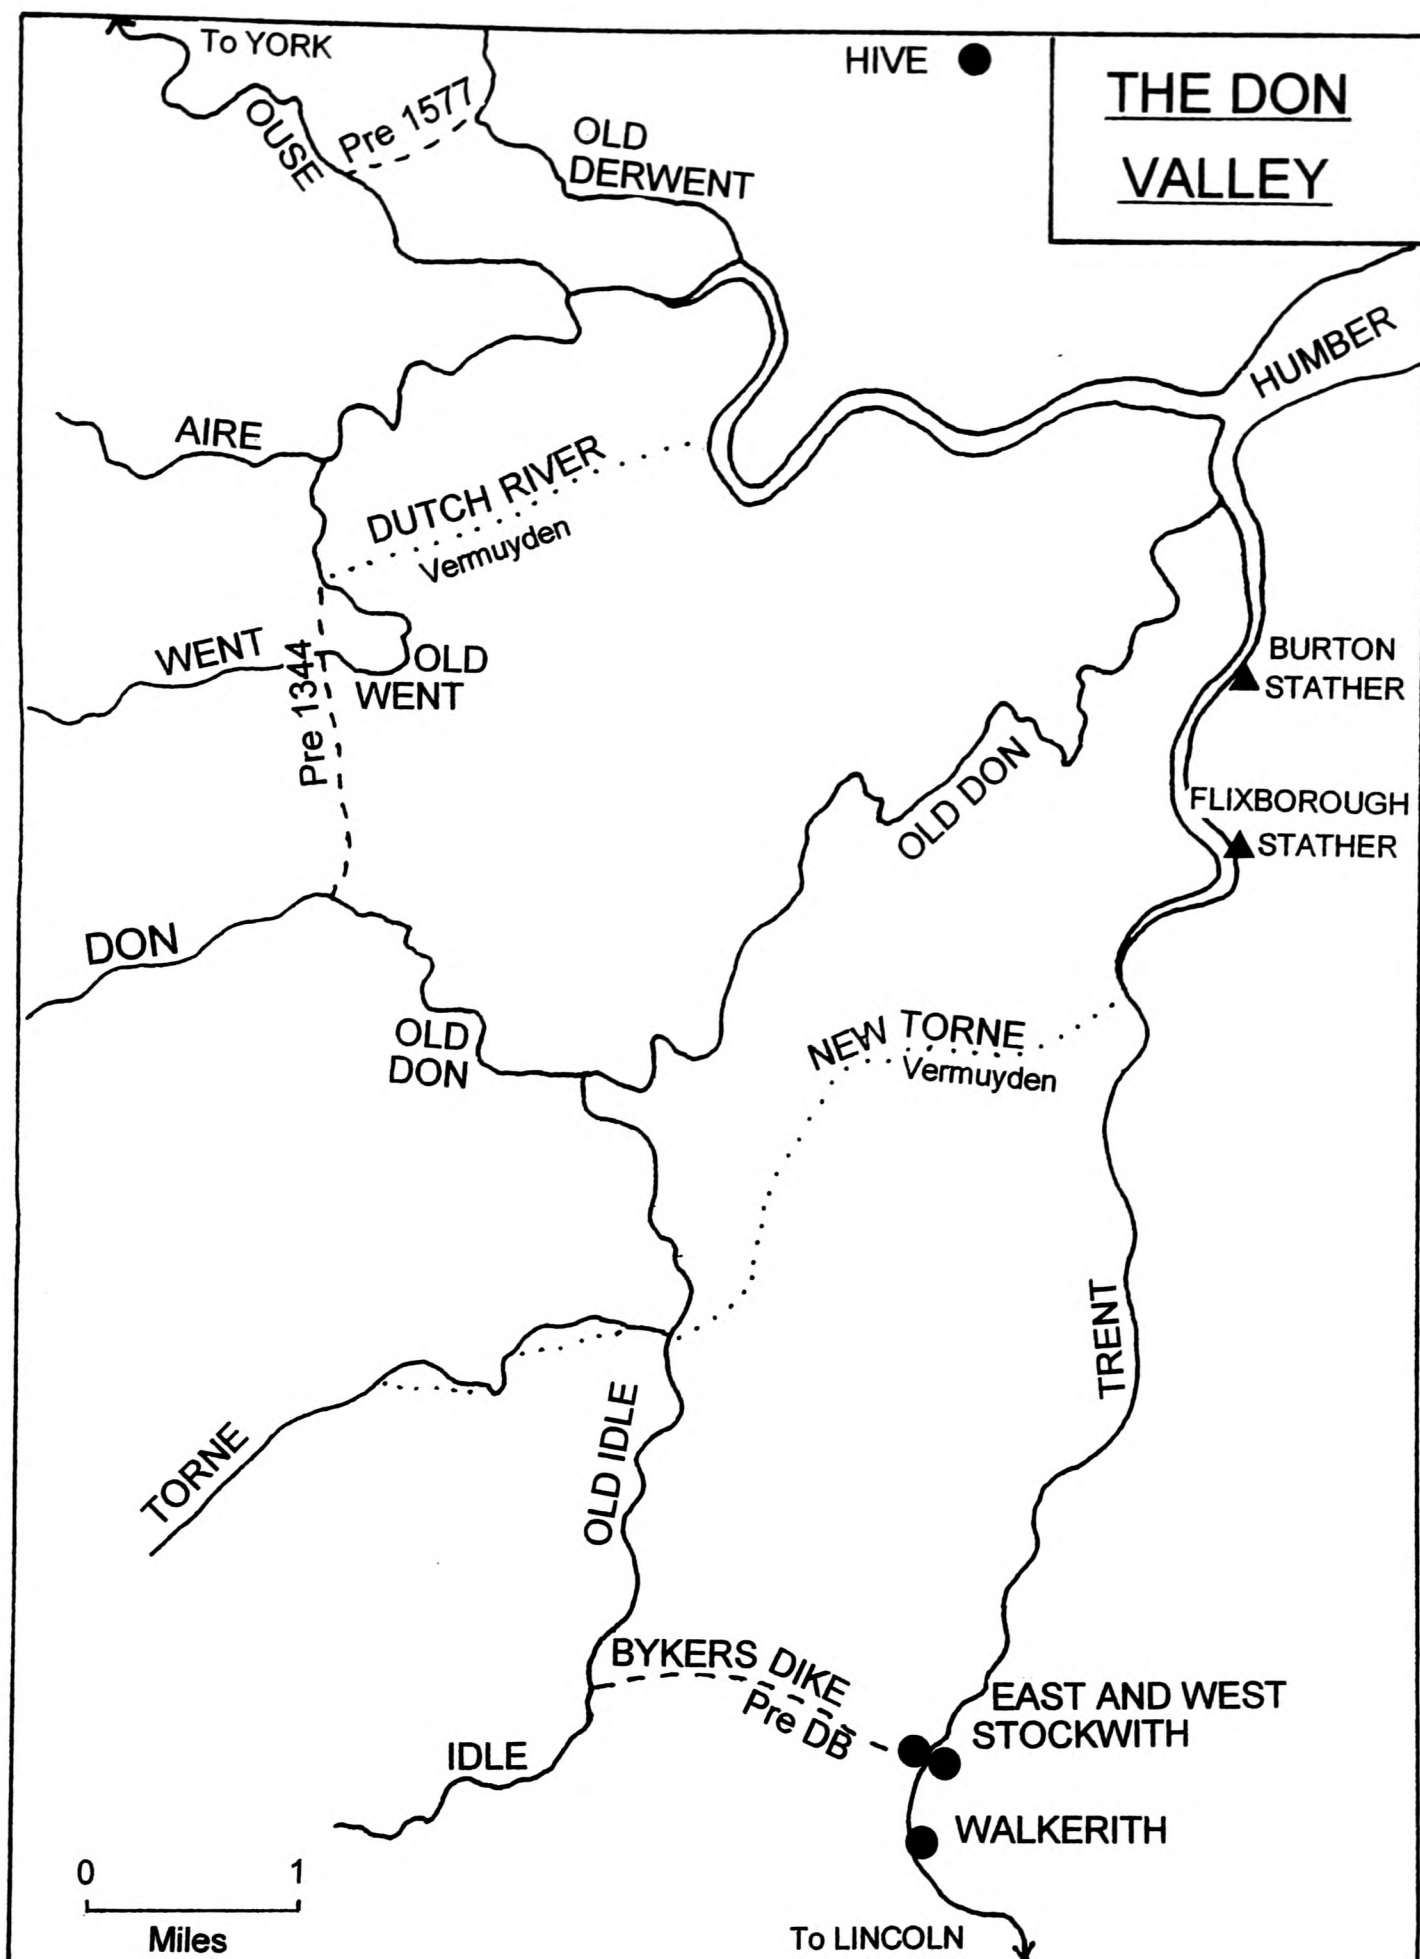 To YORK
HIVE
THE DON
VALLEY
OUSE
Pre 1577
OLD
DERWENT
HUMBER
AIRE
DUTCH RIVER
Vermuyden
WENT
OLD
WENT
Pre 1344
BURTON
STATHER
FLIXBOROUGH
STATHER
OLD DON
DON
OLD
DON
NEW TORNE
Vermuyden
TRENT
TORNE
OLD IDLE
BYKERS DIKE
Pre DB
EAST AND WEST
STOCKWITH
IDLE
WALKERITH
0 1
Miles
To LINCOLN